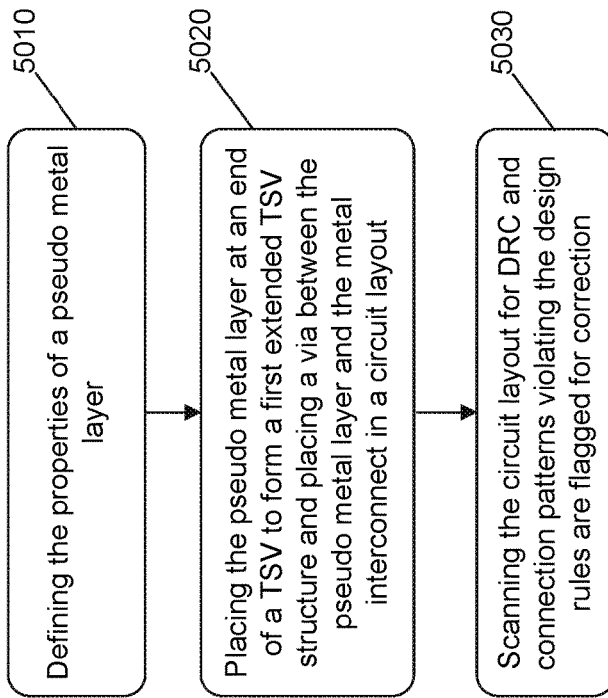 5010
Defining the properties of a pseudo metal
layer
5020
Placing the pseudo metal layer at an end
of a TSV to form a first extended TSV
structure and placing a via between the
pseudo metal layer and the metal
interconnect in a circuit layout
5030
Scanning the circuit layout for DRC and
connection patterns violating the design
rules are flagged for correction